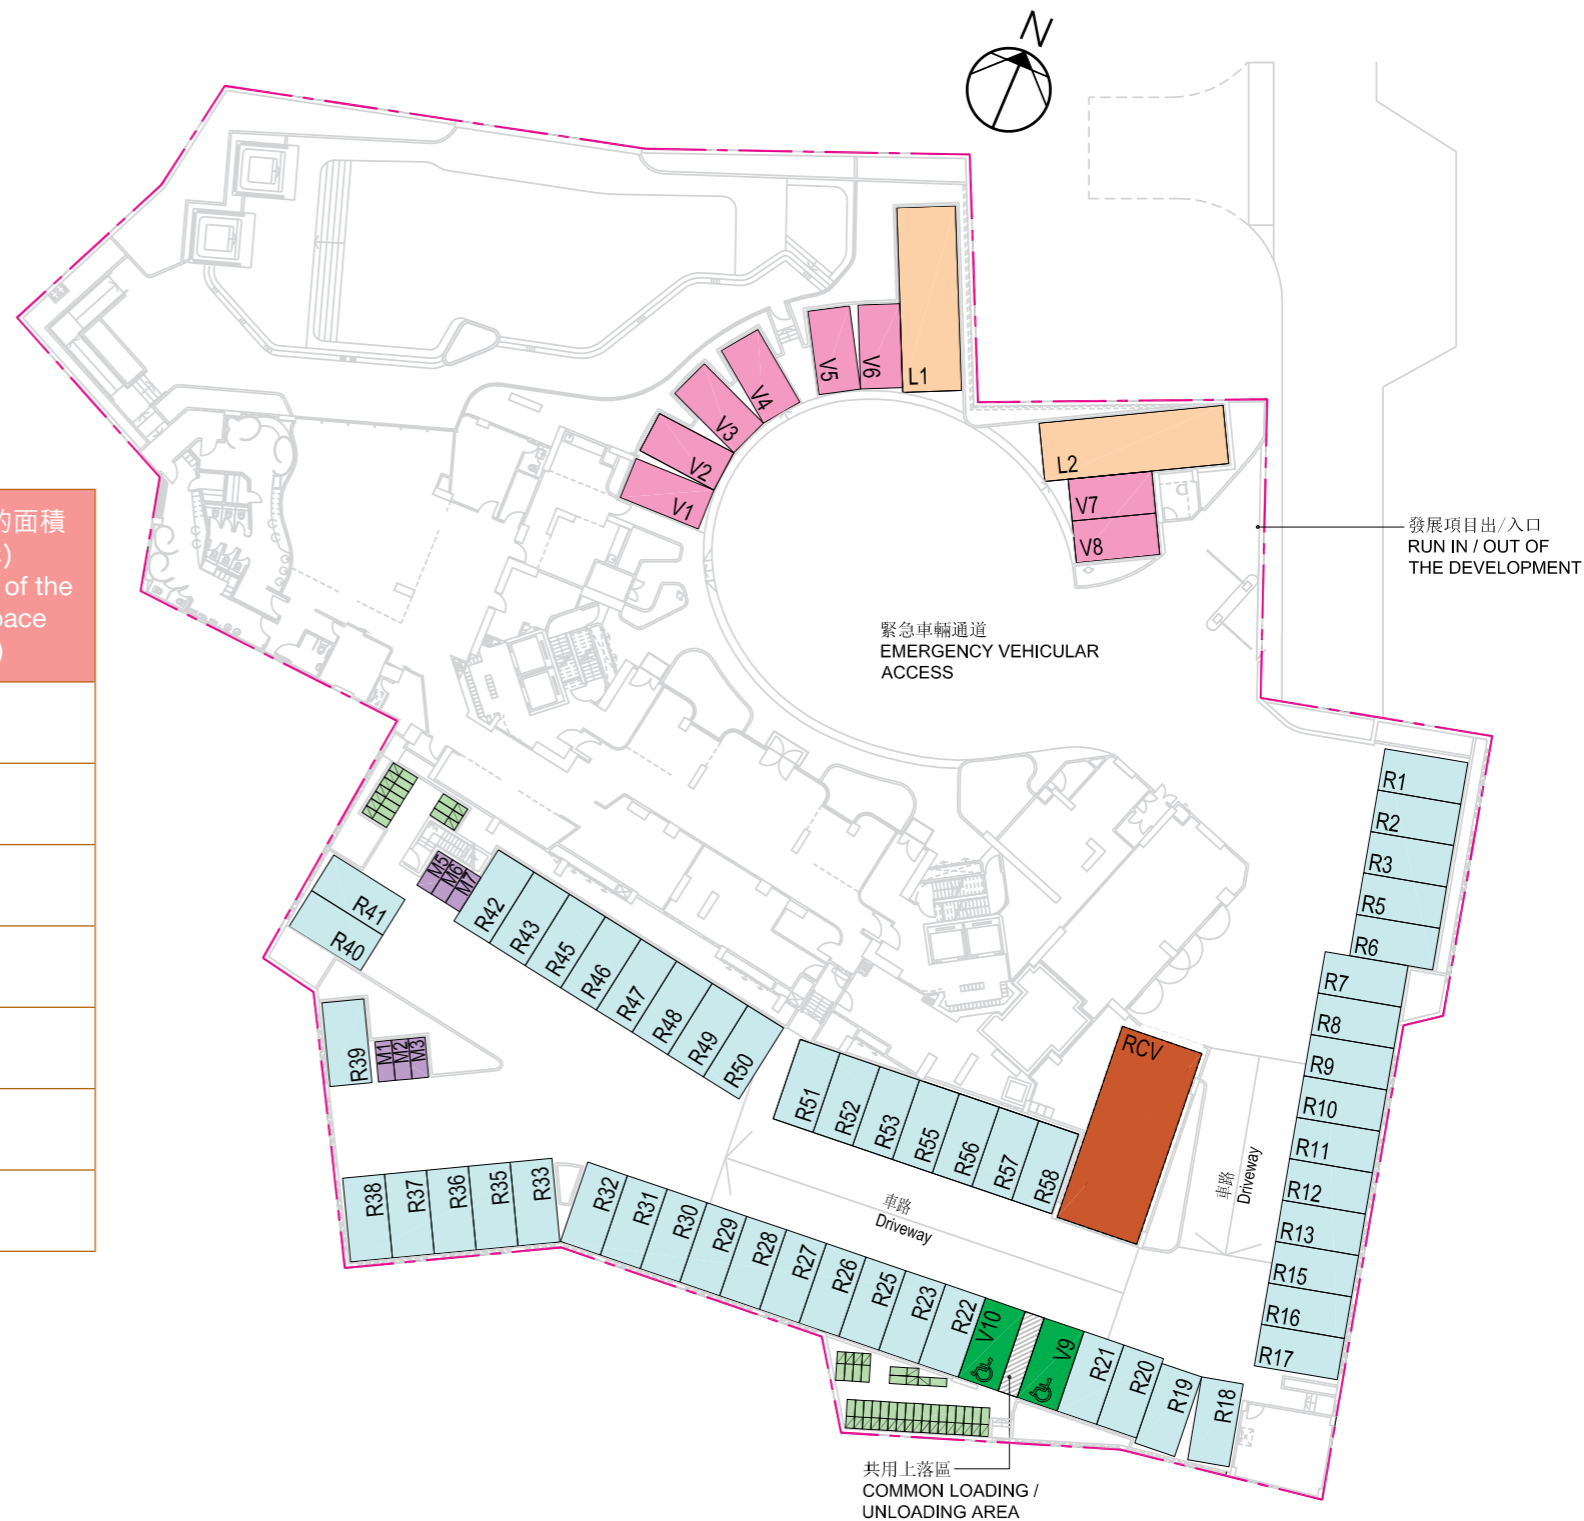 N
的面積
of the
pace
)
L1
V6
V5
V4
V3
V2
V1
L2
V7
V8
發展項目出/入口
RUN IN / OUT OF
THE DEVELOPMENT
緊急車輛通道
EMERGENCY VEHICULAR
ACCESS
R1
R2
R3
R5
R6
R7
R8
R9
R10
R11
R12
R13
R15
R16
R17
M5
M6
M7
R41
R40
R42
R43
R45
R46
R47
R48
R49
R50
R39
M1
M2
M3
R51
R52
R53
R55
R56
R57
R58
RCV
車路
Driveway
車路
Driveway
R38
R37
R36
R35
R33
R32
R31
R30
R29
R28
R27
R26
R25
R23
R22
V10
V9
R21
R20
R19
R18
共用上落區
COMMON LOADING /
UNLOADING AREA